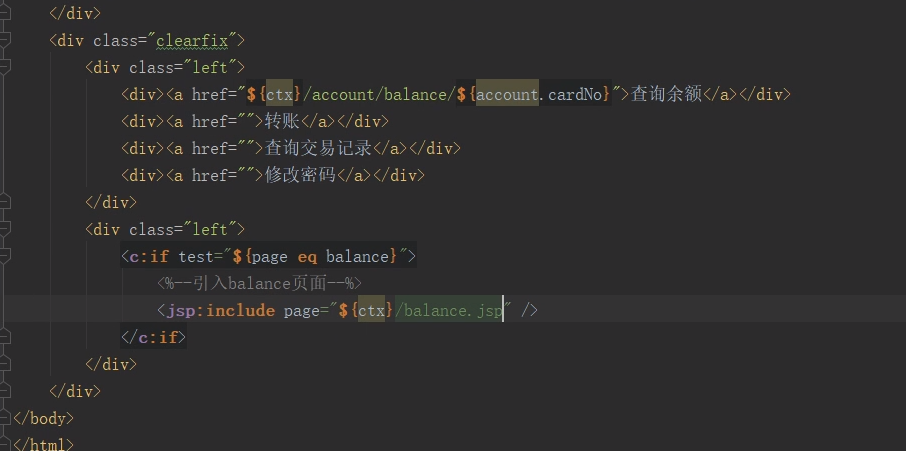 </div>
<div class="clearfix">
<div class="left">
<div><a href="${ctx}/account/balance/${account.cardNo}">查询余额</a></div>
<div><a href="">转账</a></div>
<div><a href="">查询交易记录</a></div>
<div><a href="">修改密码</a></div>
</div>
<div class="left">
<c:if test="${page eq balance}">
<%--引入balance页面--%>
<jsp:include page="${ctx}/balance.jsp" />
</c:if>
</div>
</div>
</body>
</html>